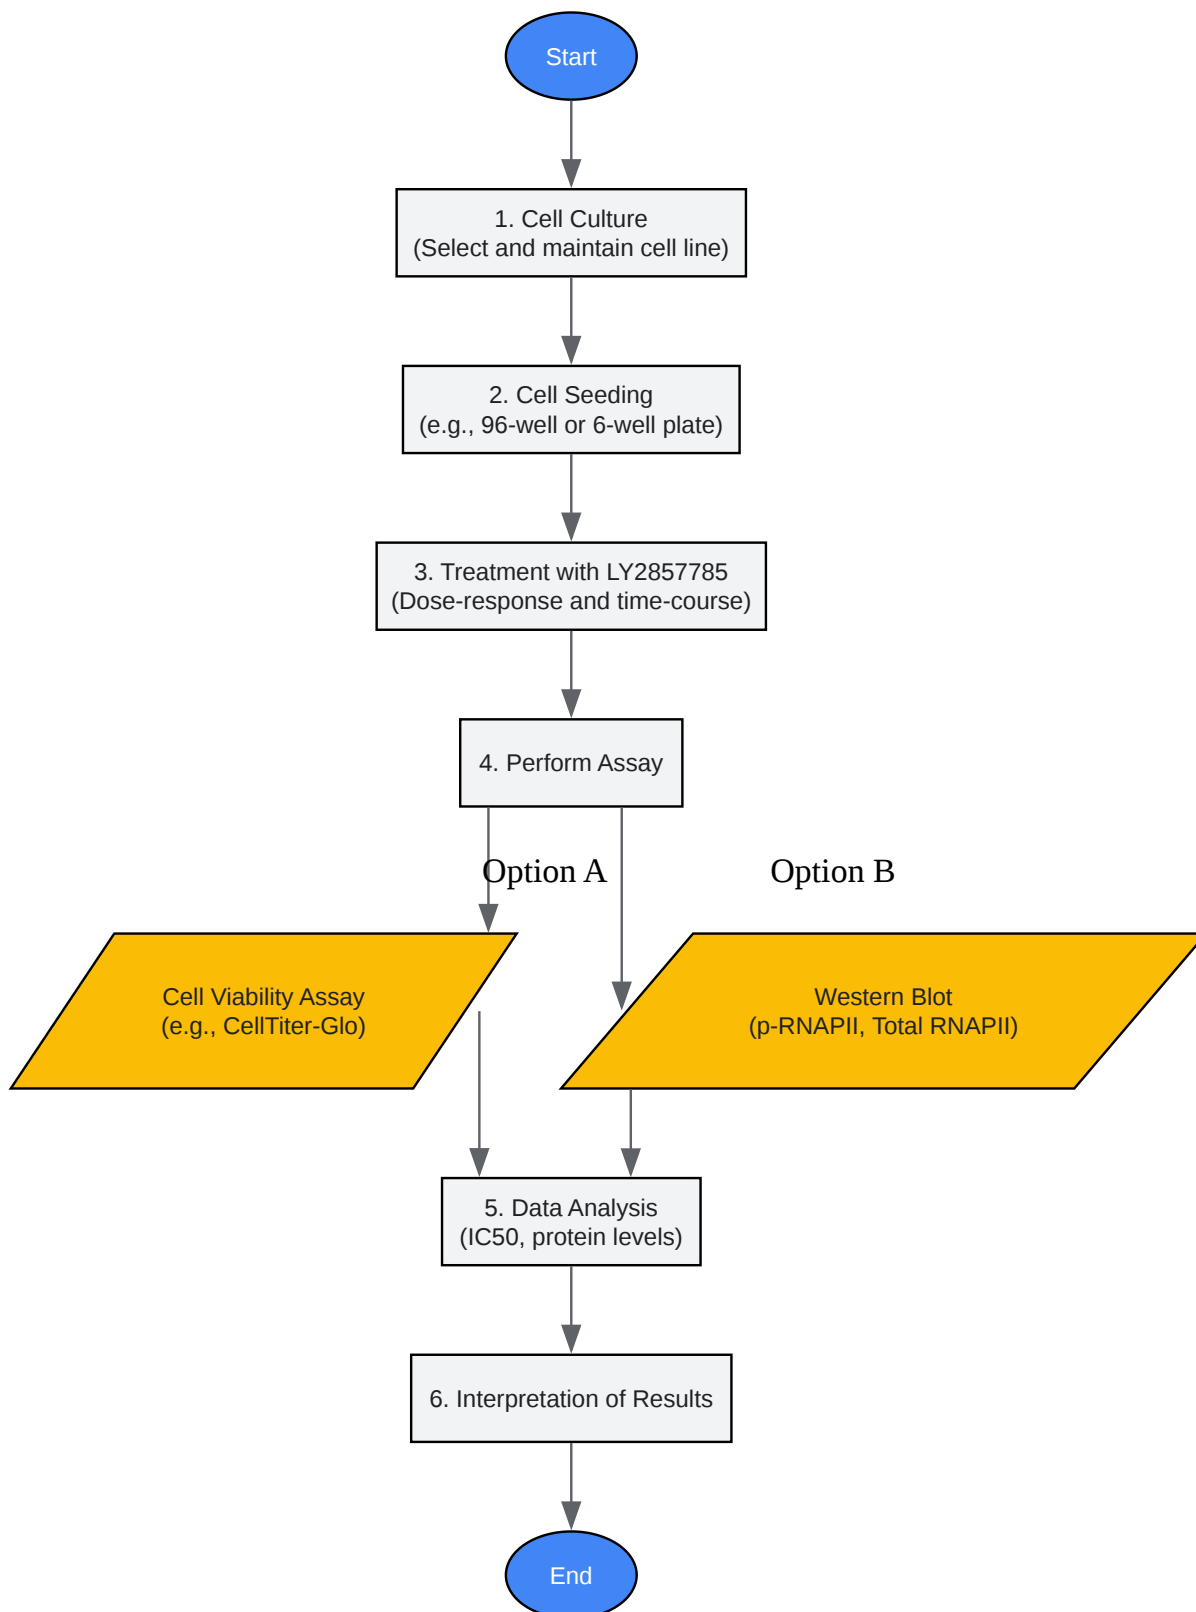 Start
1. Cell Culture
(Select and maintain cell line)
2. Cell Seeding
(e.g., 96-well or 6-well plate)
3. Treatment with LY2857785
(Dose-response and time-course)
4. Perform Assay
Option A
Option B
Cell Viability Assay
(e.g., CellTiter-Glo)
Western Blot
(p-RNAPII, Total RNAPII)
5. Data Analysis
(IC50, protein levels)
6. Interpretation of Results
End